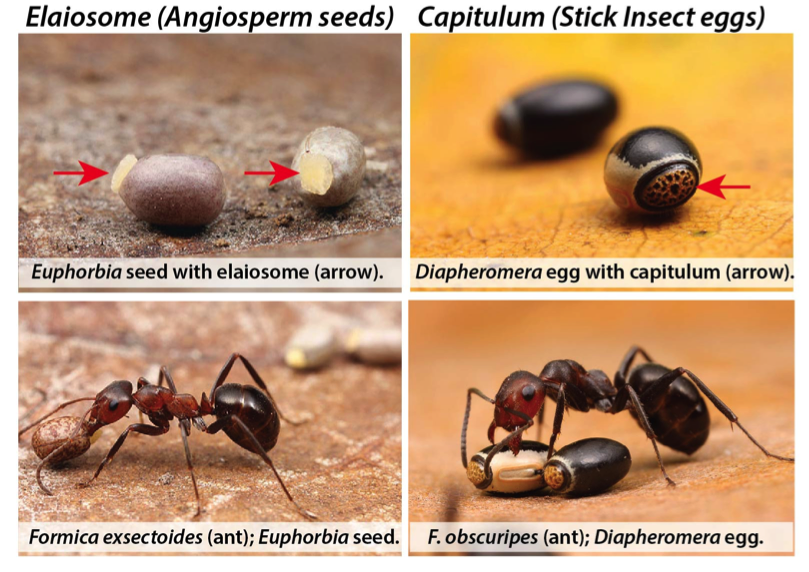 Elaiosome (Angiosperm seeds)
Capitulum (Stick Insect eggs)
Euphorbia seed with elaiosome (arrow).
Diapheromera egg with capitulum (arrow).
Formica exsectoides (ant); Euphorbia seed.
F. obscuripes (ant); Diapheromera egg.